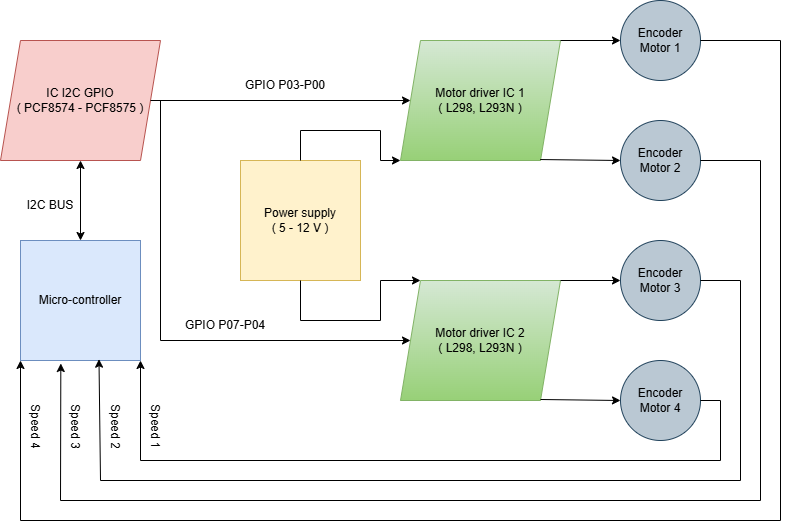 Encoder
Motor 1
IC I2C GPIO
( PCF8574 - PCF8575 )
GPIO P03-P00
Motor driver IC 1
( L298, L293N )
Encoder
Motor 2
I2C BUS
Power supply
( 5 - 12 V )
Micro-controller
Encoder
Motor 3
GPIO P07-P04
Motor driver IC 2
( L298, L293N )
Encoder
Motor 4
Speed 4
Speed 3
Speed 2
Speed 1